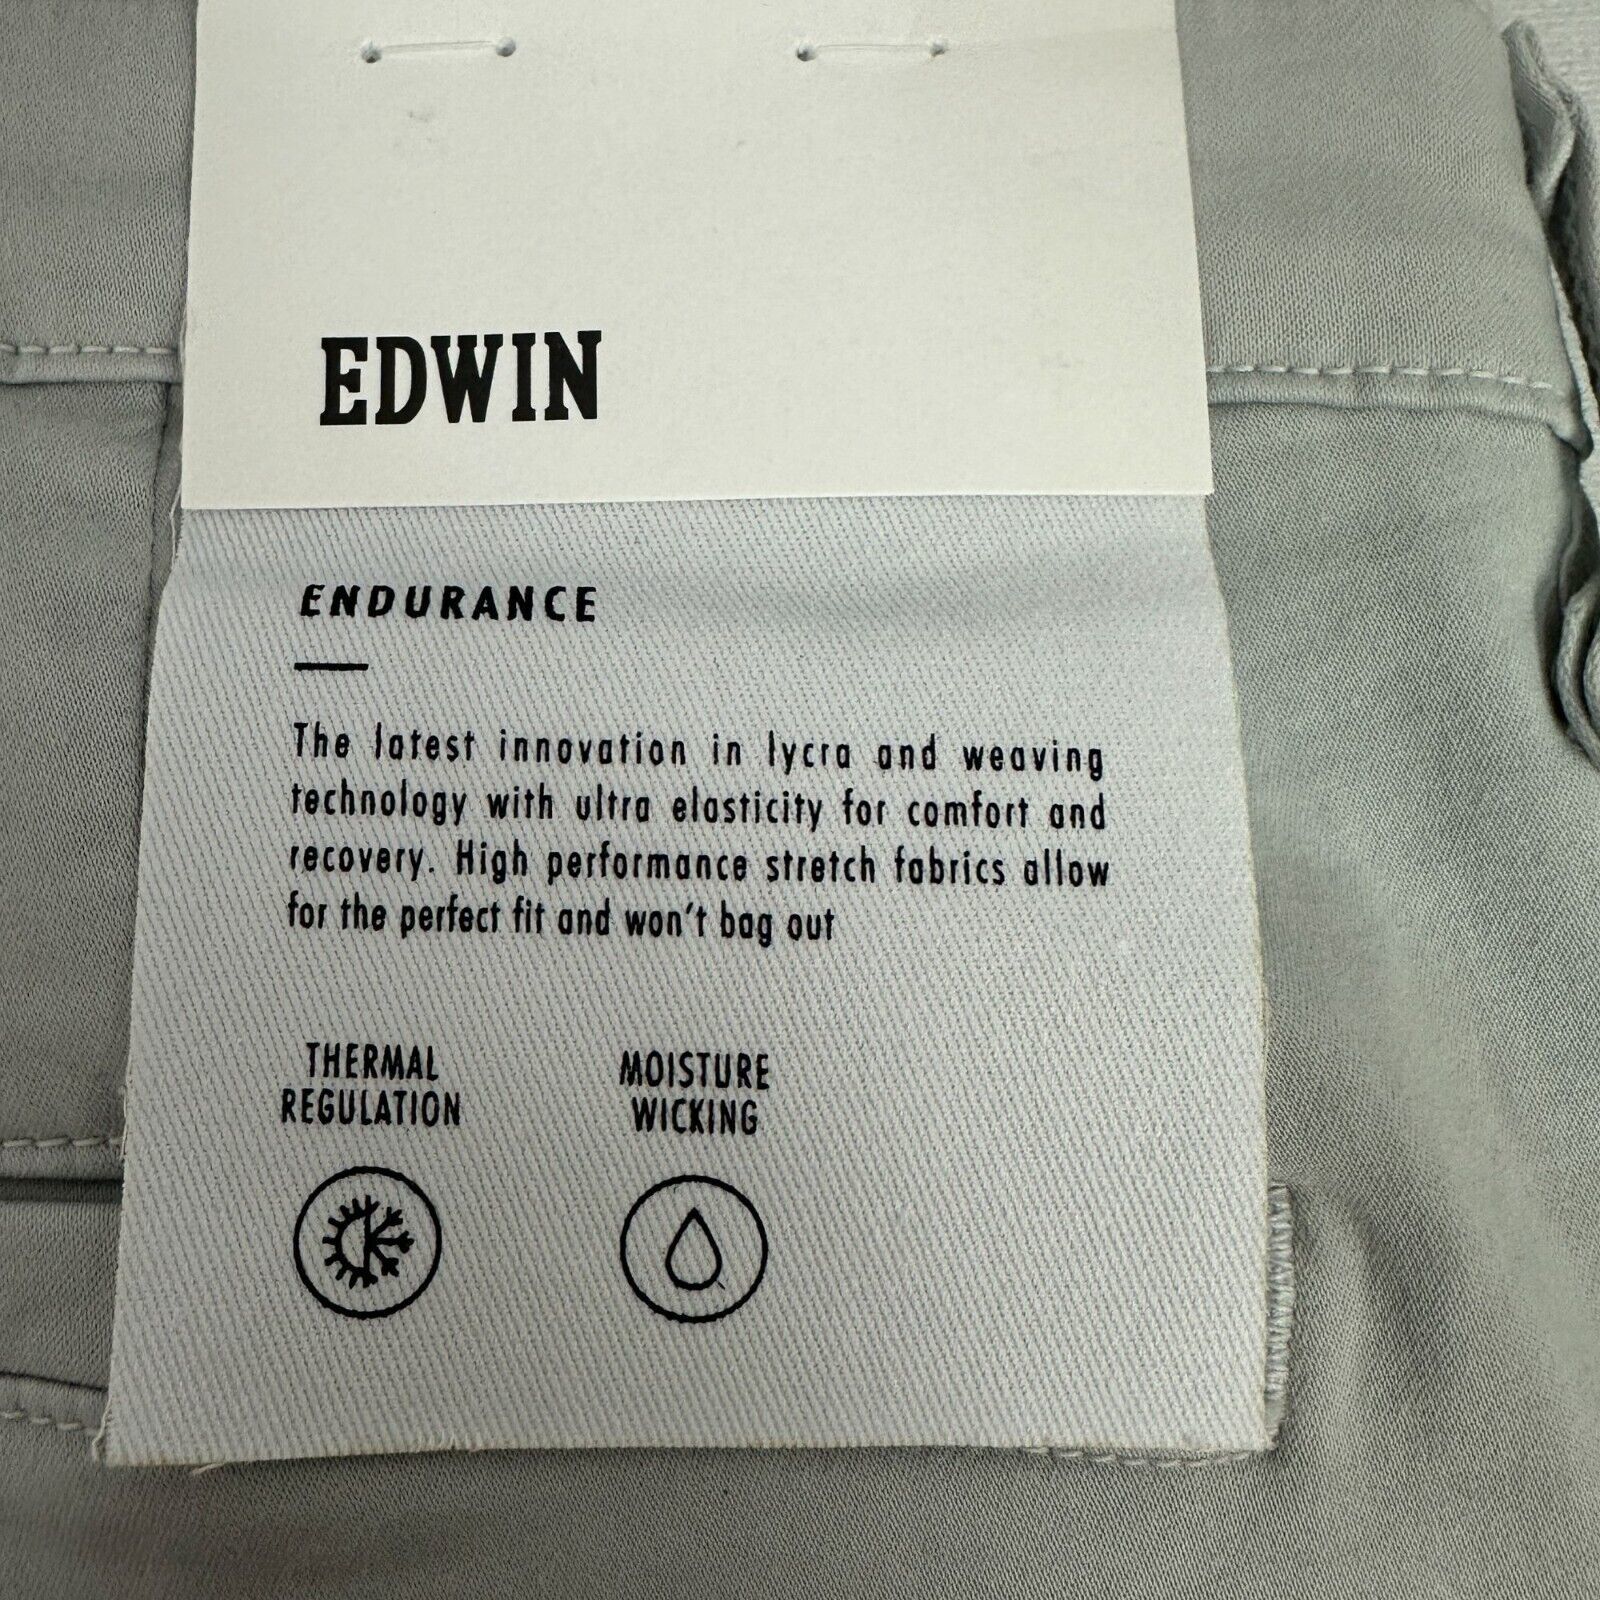 EDWIN
ENDURANCE
The latest innovation in lycra and weaving
technology with ultra elasticity for comfort and
recovery. High performance stretch fabrics allow
for the perfect fit and won't bag out
THERMAL
REGULATION
MOISTURE
WICKING